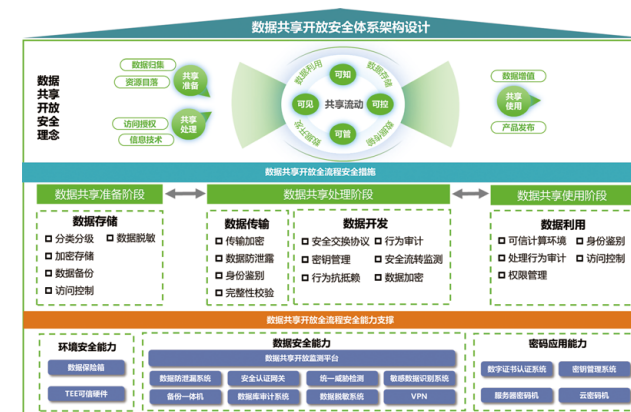 数据共享开放安全体系架构设计
数据
共享
开放
安全
理念
数据归集
资源目落
共享
准备
访问授权
信息技术
共享
处理
数据利用
数据存储
数据开发
数据传输
可知
可见
共享流动
可控
可管
数据增值
共享
使用
产品发布
数据共享开放全流程安全措施
数据共享准备阶段
数据共享处理阶段
数据共享使用阶段
数据存储
分类分级
数据脱敏
加密存储
数据备份
访问控制
数据传输
传输加密
数据防泄露
身份鉴别
完整性校验
数据开发
安全交换协议
行为审计
密钥管理
安全流转监测
行为抗抵赖
数据加密
数据利用
可信计算环境
身份鉴别
处理行为审计
访问控制
权限管理
数据共享开放全流程安全能力支撑
环境安全能力
数据保险箱
TEE可信硬件
数据安全能力
数据共享开放监测平台
数据防泄漏系统
安全认证网关
统一威胁检测
敏感数据识别系统
备份一体机
数据库审计系统
数据脱敏系统
VPN
密码应用能力
数字证书认证系统
密钥管理系统
服务器密码机
云密码机